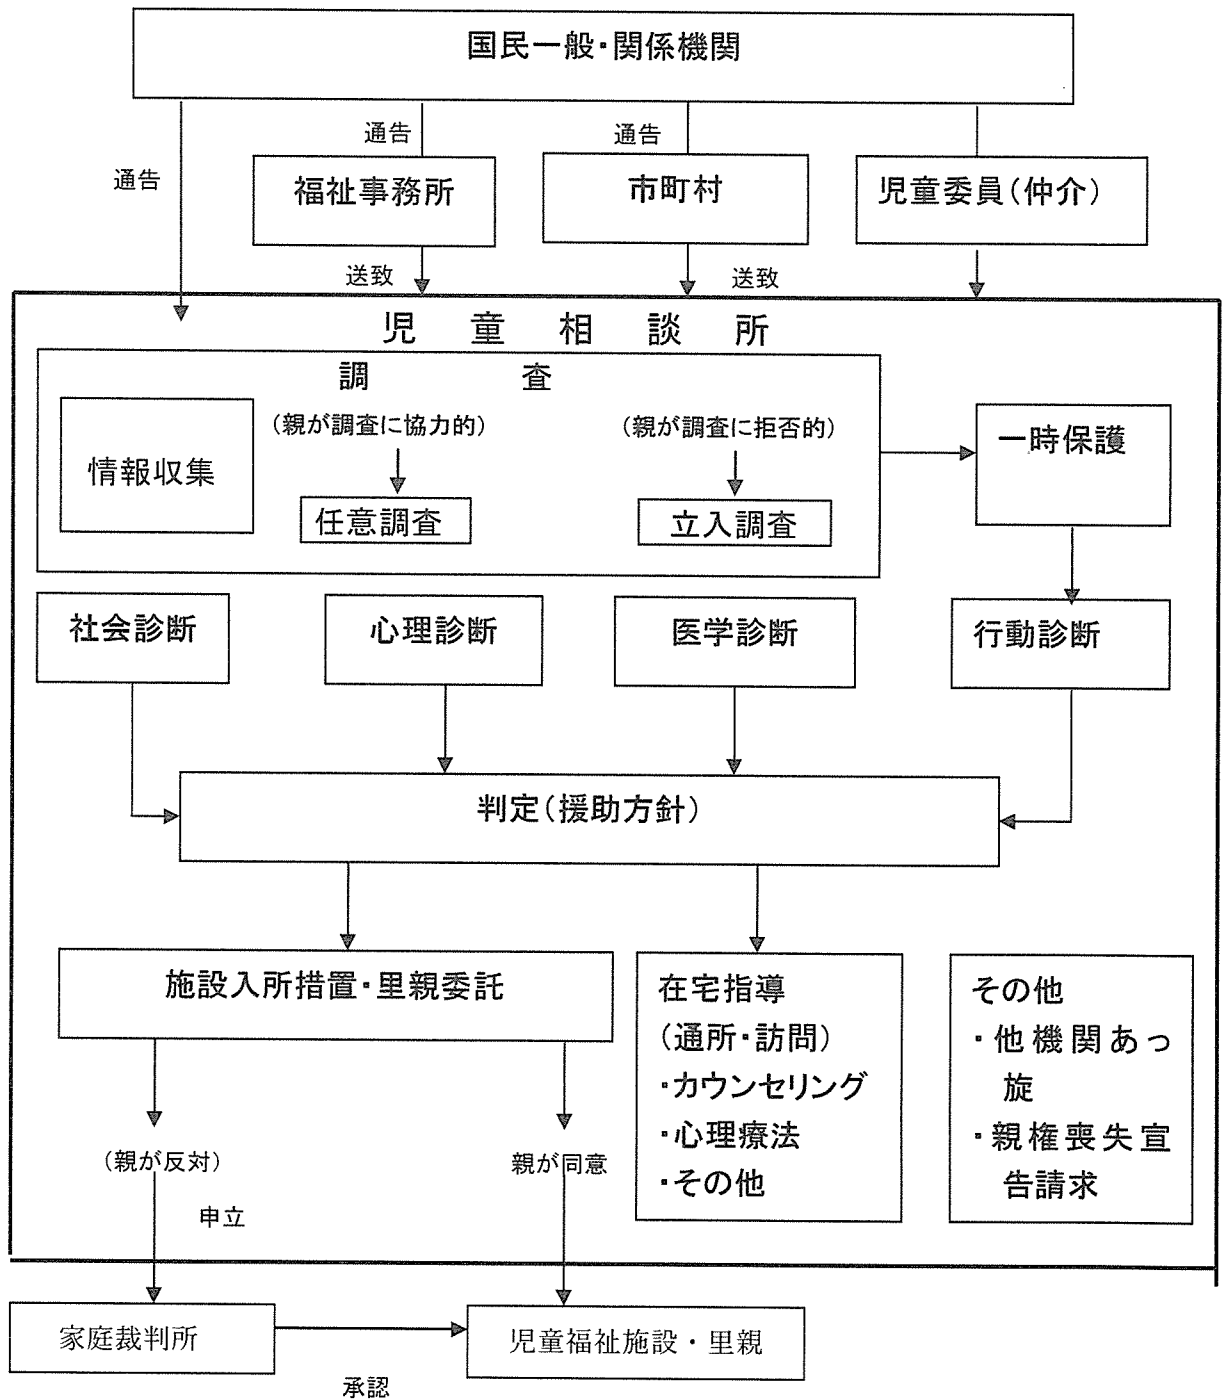 国民一般・関係機関
通告
通告
通告
福祉事務所
市町村
児童委員(仲介)
送致
送致
児童相談所
調査
(親が調査に協力的)
(親が調査に拒否的)
情報収集
任意調査
立入調査
一時保護
社会診断
心理診断
医学診断
行動診断
判定(援助方針)
施設入所措置・里親委託
在宅指導
(通所・訪問)
・カウンセリング
・心理療法
・その他
その他
・他機関あっ
旋
・親権喪失宣
告請求
(親が反対)
親が同意
申立
家庭裁判所
児童福祉施設・里親
承認